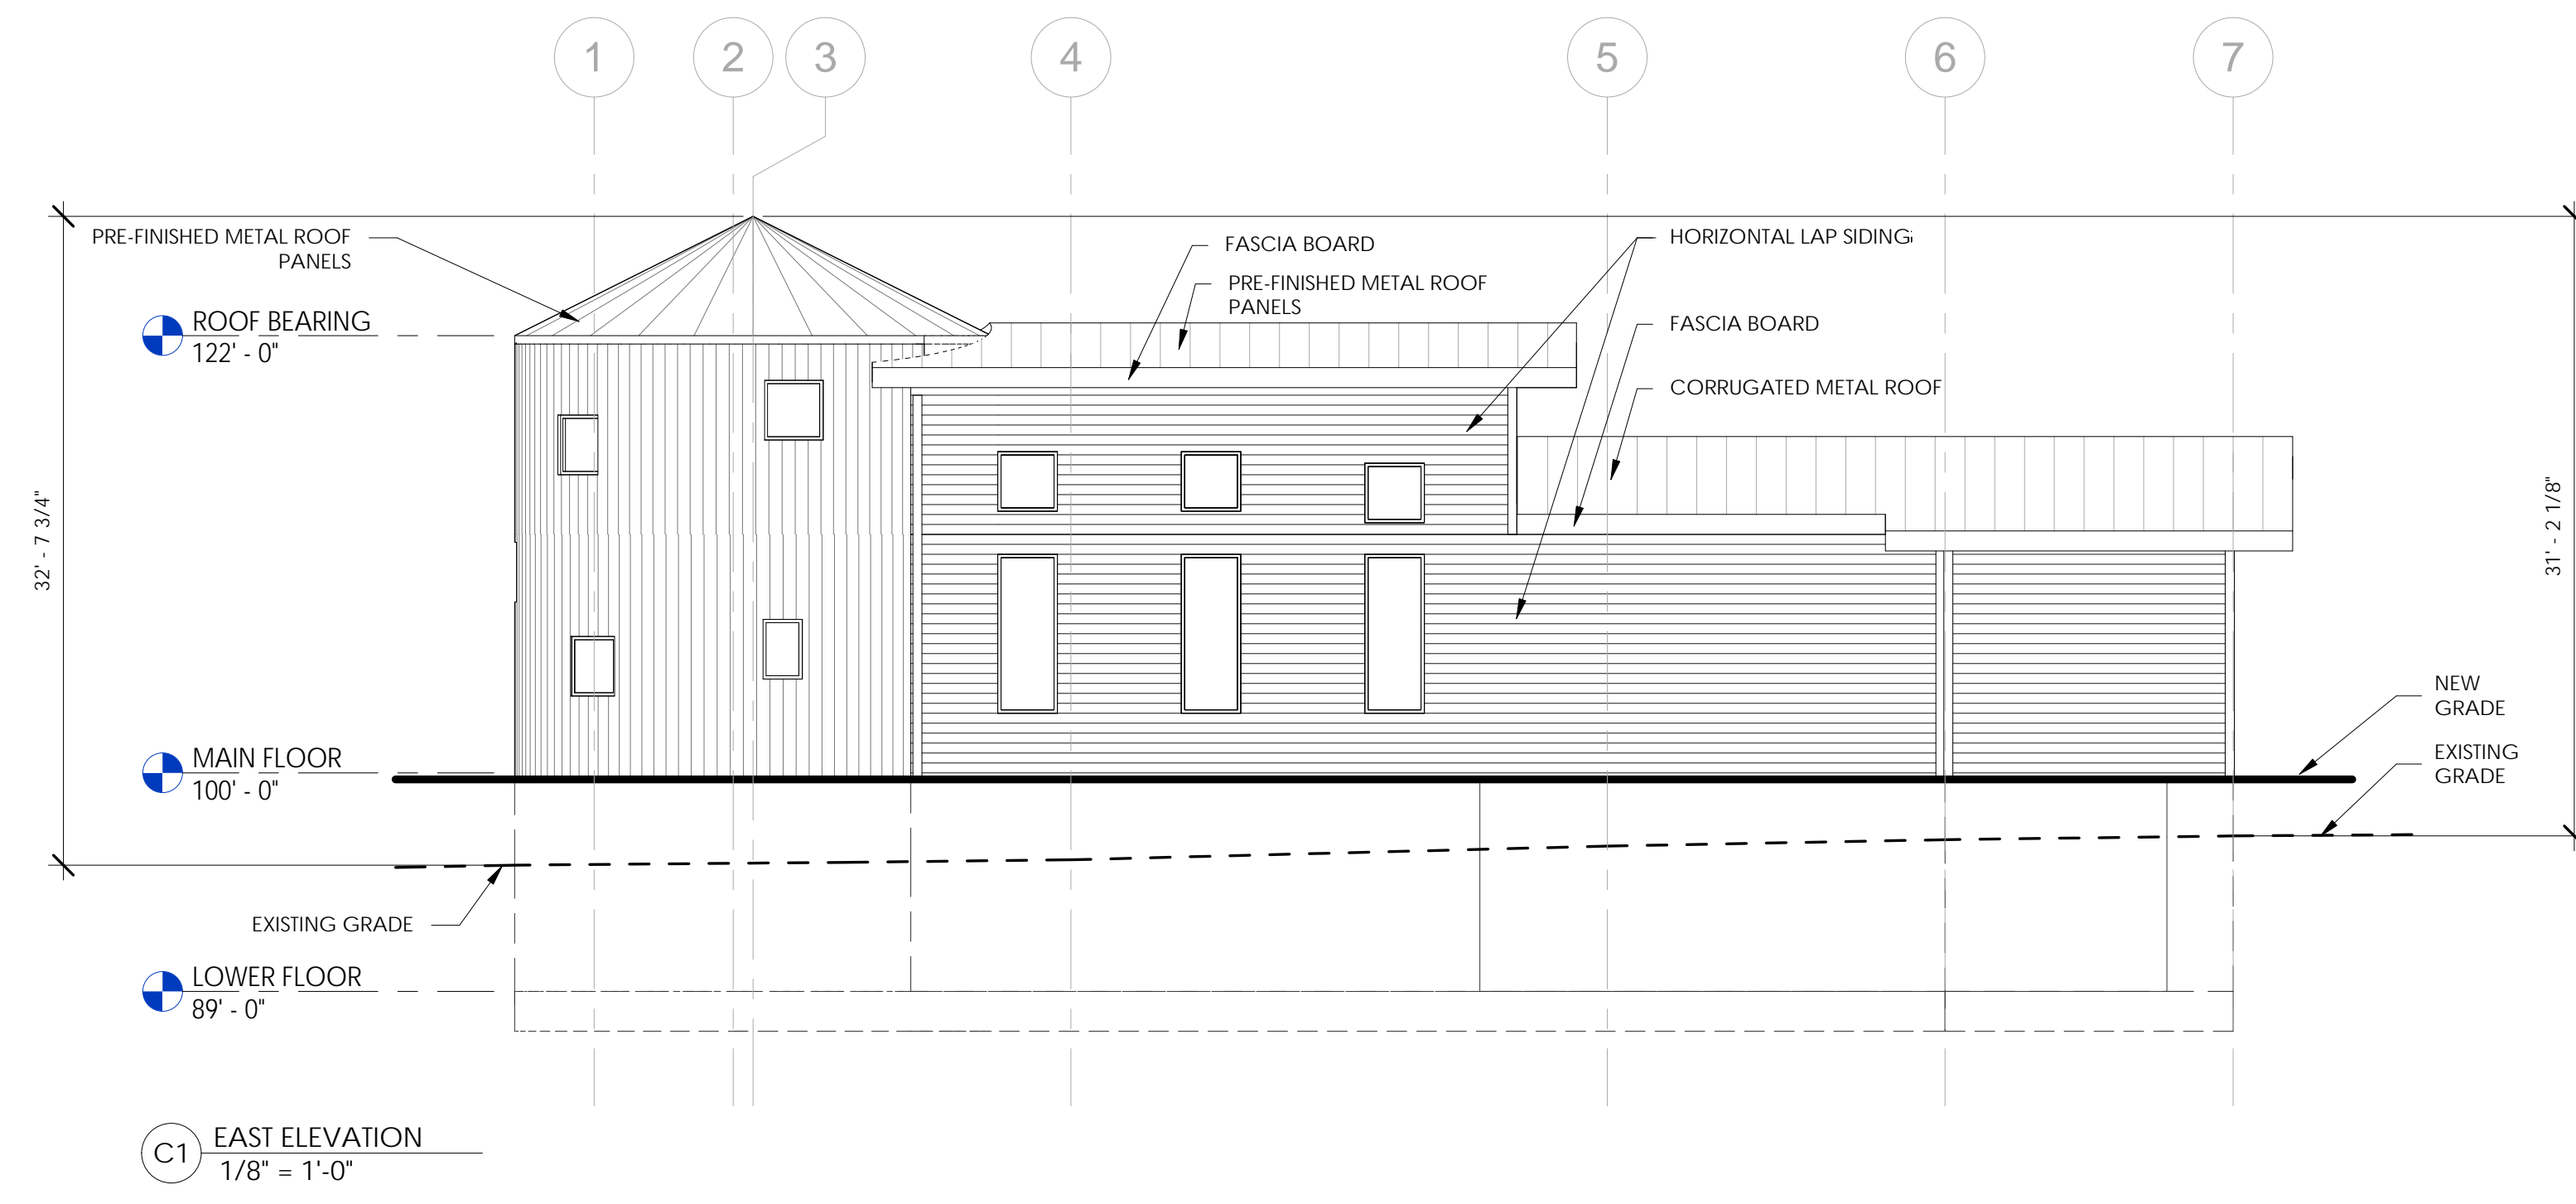 1
2
3
4
5
6
7
PRE-FINISHED METAL ROOF
PANELS
FASCIA BOARD
PRE-FINISHED METAL ROOF
PANELS
HORIZONTAL LAP SIDING
FASCIA BOARD
CORRUGATED METAL ROOF
ROOF BEARING
122' - 0"
32' - 7 3/4"
31' - 2 1/8"
NEW
GRADE
EXISTING
GRADE
MAIN FLOOR
100' - 0"
EXISTING GRADE
LOWER FLOOR
89' - 0"
C1
EAST ELEVATION
1/8" = 1'-0"